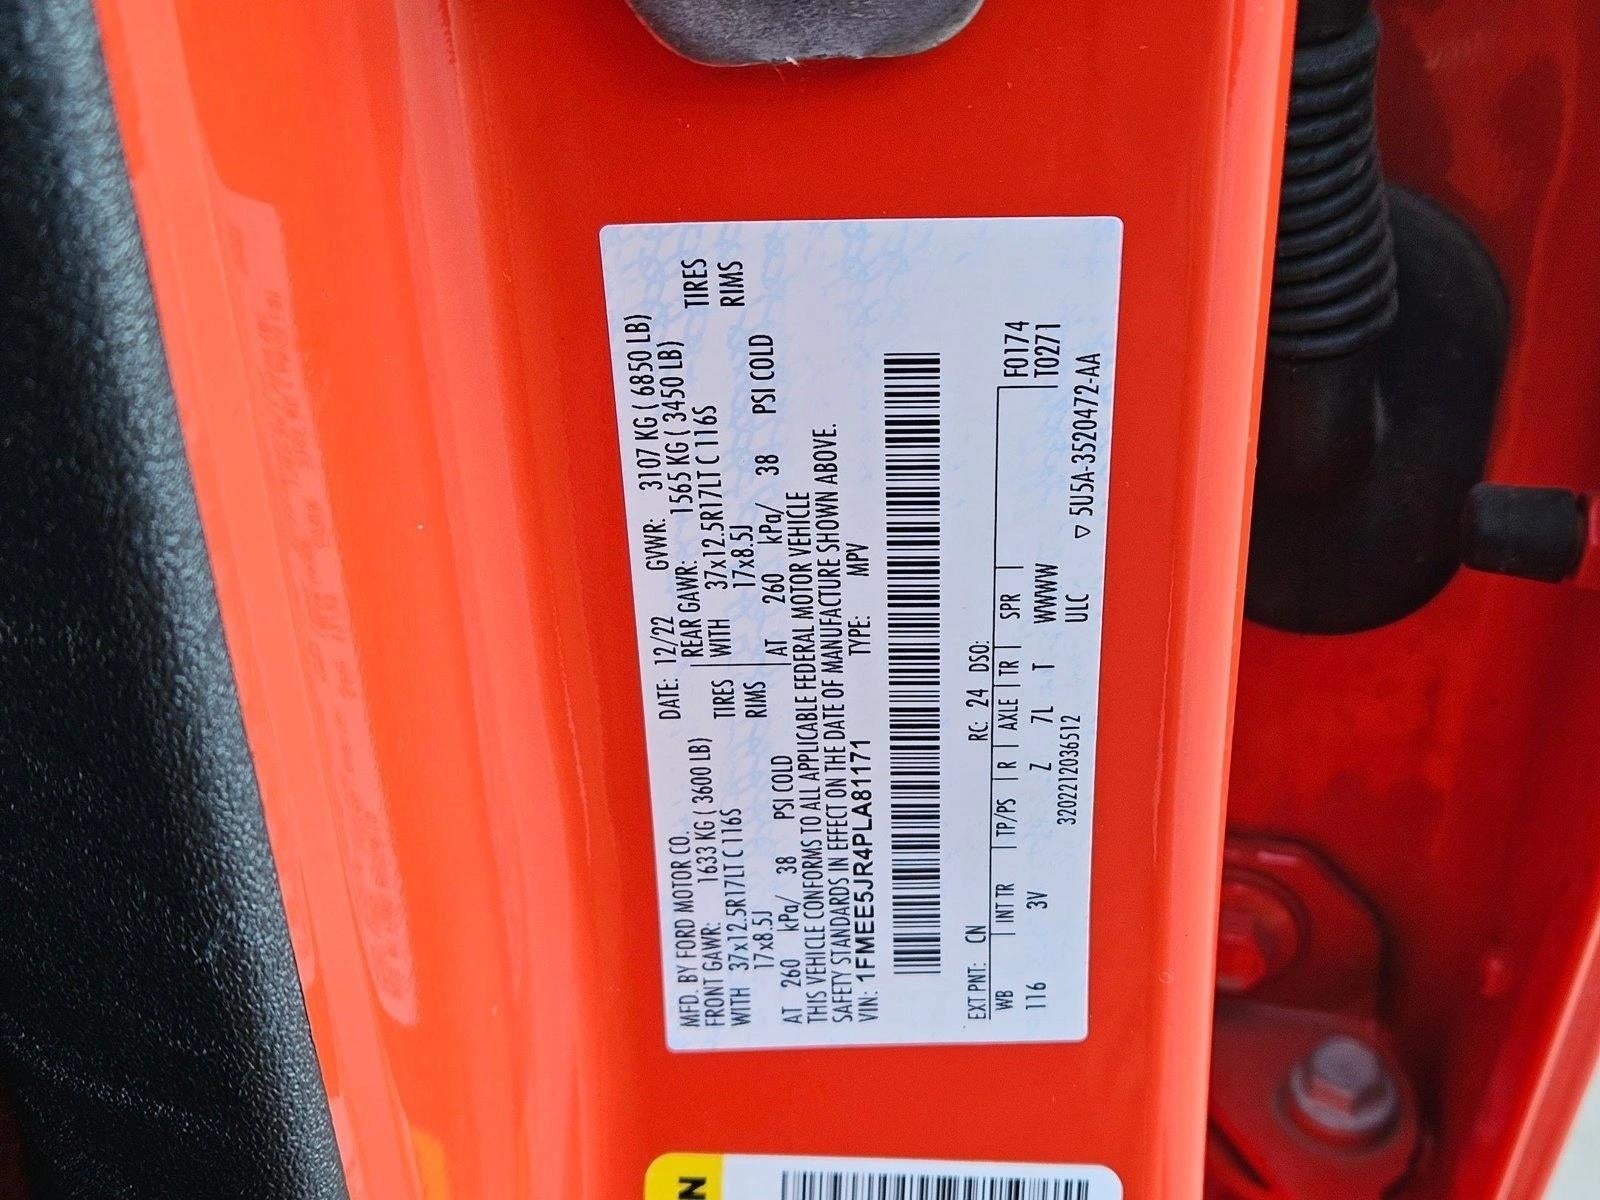 MFD. BY FORD MOTOR CO.
DATE: 12/22 GVWR: 3107 KG ( 6850 LB)
FRONT GAWR: 1633 KG ( 3600 LB) REAR GAWR: 1565 KG ( 3450 LB)
WITH 37x12.5R17LT C 116S TIRES WITH 37x12.5R17LT C 116S TIRES
17x8.5J RIMS 17x8.5J RIMS
AT 260 kPa/ 38 PSI COLD AT 260 kPa/ 38 PSI COLD
THIS VEHICLE CONFORMS TO ALL APPLICABLE FEDERAL MOTOR VEHICLE
SAFETY STANDARDS IN EFFECT ON THE DATE OF MANUFACTURE SHOWN ABOVE.
VIN: 1FMEE5JR4PLA81171 TYPE: MPV
EXT PNT: CN RC: 24 DSO:
WB INT TR TP/PS R AXLE TR SPR F0174
116 3V Z 7L T WWWW T0271
3202212036512 ULC ▽ 5U5A-3520472-AA
N